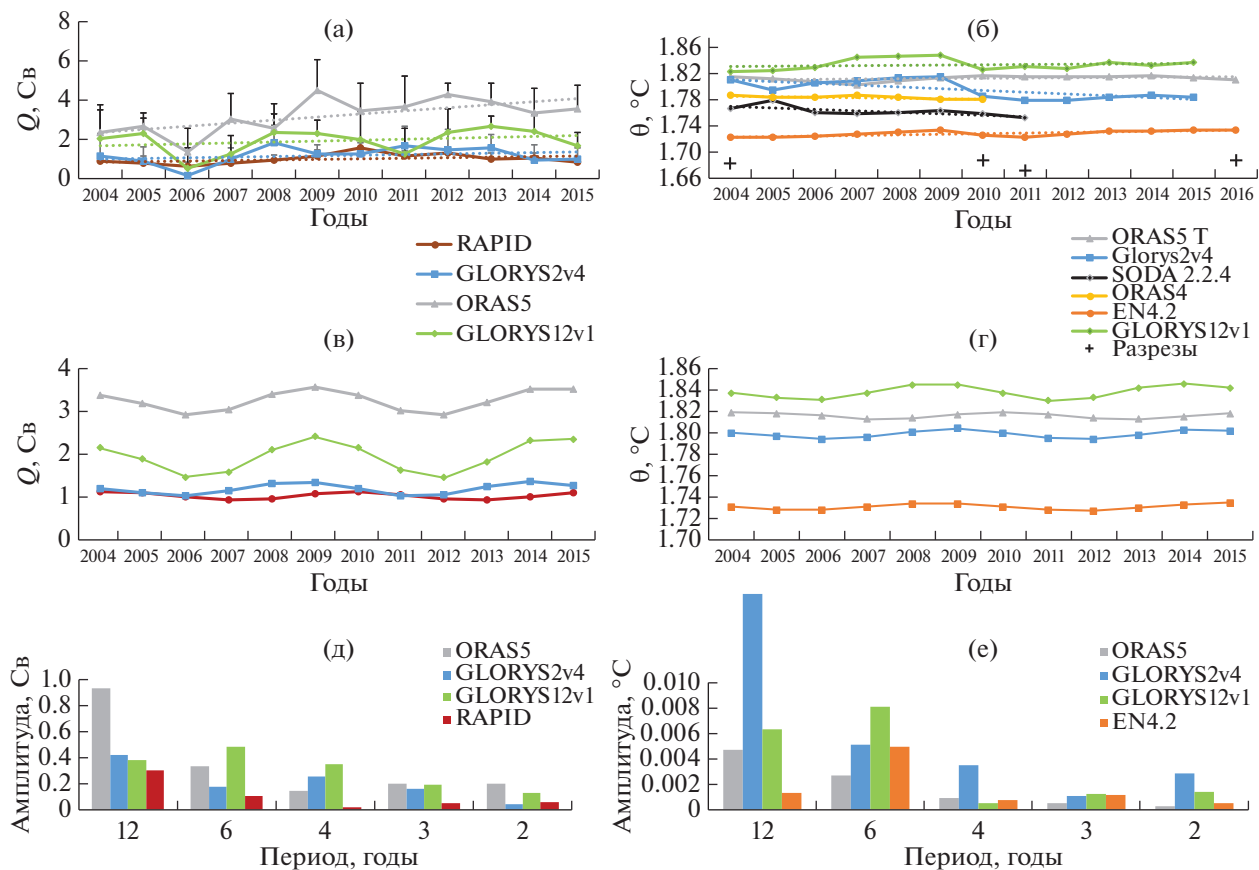 (а)
Q, Св
8
6
4
2
0
2004 2005 2006 2007 2008 2009 2010 2011 2012 2013 2014 2015
Годы
RAPID
GLORYS2v4
ORAS5
GLORYS12v1
(б)
θ, °C
1.86
1.82
1.78
1.74
1.70
1.66
2004 2005 2006 2007 2008 2009 2010 2011 2012 2013 2014 2015 2016
Годы
ORAS5 T
Glorys2v4
SODA 2.2.4
ORAS4
EN4.2
GLORYS12v1
Разрезы
(в)
Q, Св
4
3
2
1
0
2004 2005 2006 2007 2008 2009 2010 2011 2012 2013 2014 2015
Годы
(г)
θ, °C
1.86
1.84
1.82
1.80
1.78
1.76
1.74
1.72
1.70
2004 2005 2006 2007 2008 2009 2010 2011 2012 2013 2014 2015
Годы
(д)
Амплитуда, Св
1.0
0.8
0.6
0.4
0.2
0
12 6 4 3 2
Период, годы
ORAS5
GLORYS2v4
GLORYS12v1
RAPID
(е)
Амплитуда, °C
0.010
0.008
0.006
0.004
0.002
0
12 6 4 3 2
Период, годы
ORAS5
GLORYS2v4
GLORYS12v1
EN4.2